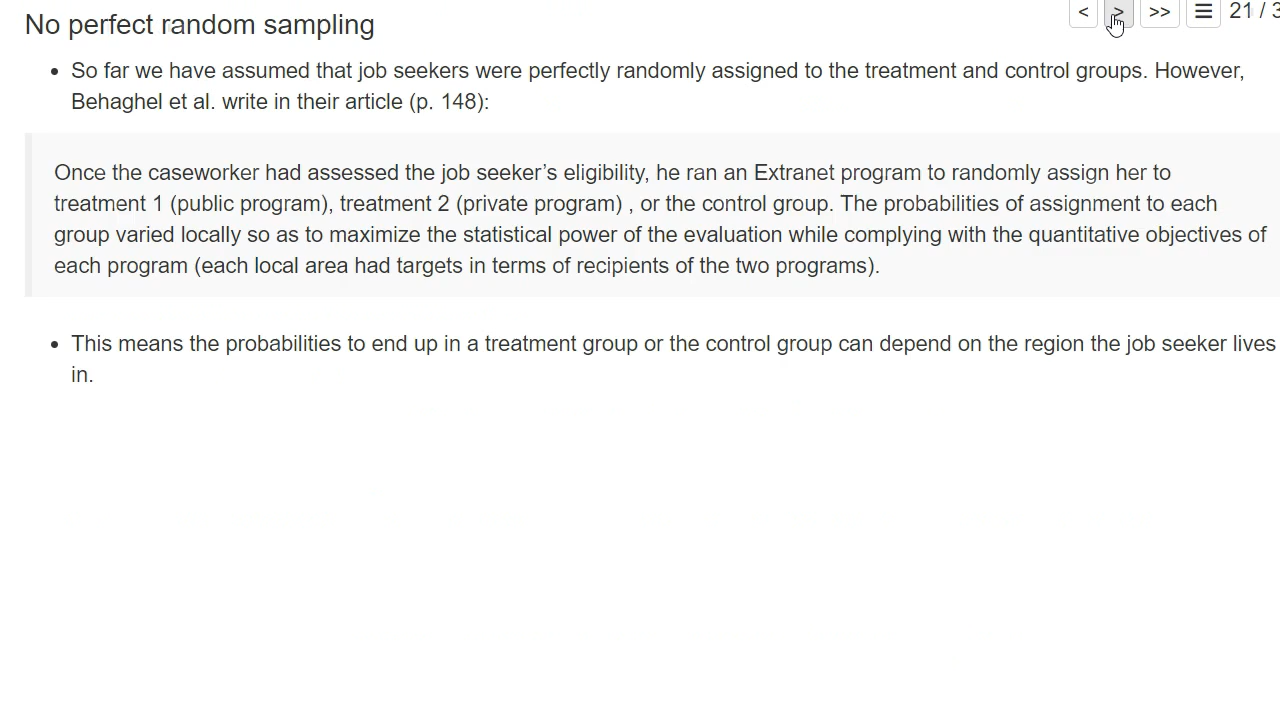 No perfect random sampling
< > >> ☰ 21 / 3
• So far we have assumed that job seekers were perfectly randomly assigned to the treatment and control groups. However,
Behaghel et al. write in their article (p. 148):
Once the caseworker had assessed the job seeker’s eligibility, he ran an Extranet program to randomly assign her to
treatment 1 (public program), treatment 2 (private program) , or the control group. The probabilities of assignment to each
group varied locally so as to maximize the statistical power of the evaluation while complying with the quantitative objectives of
each program (each local area had targets in terms of recipients of the two programs).
• This means the probabilities to end up in a treatment group or the control group can depend on the region the job seeker lives
in.